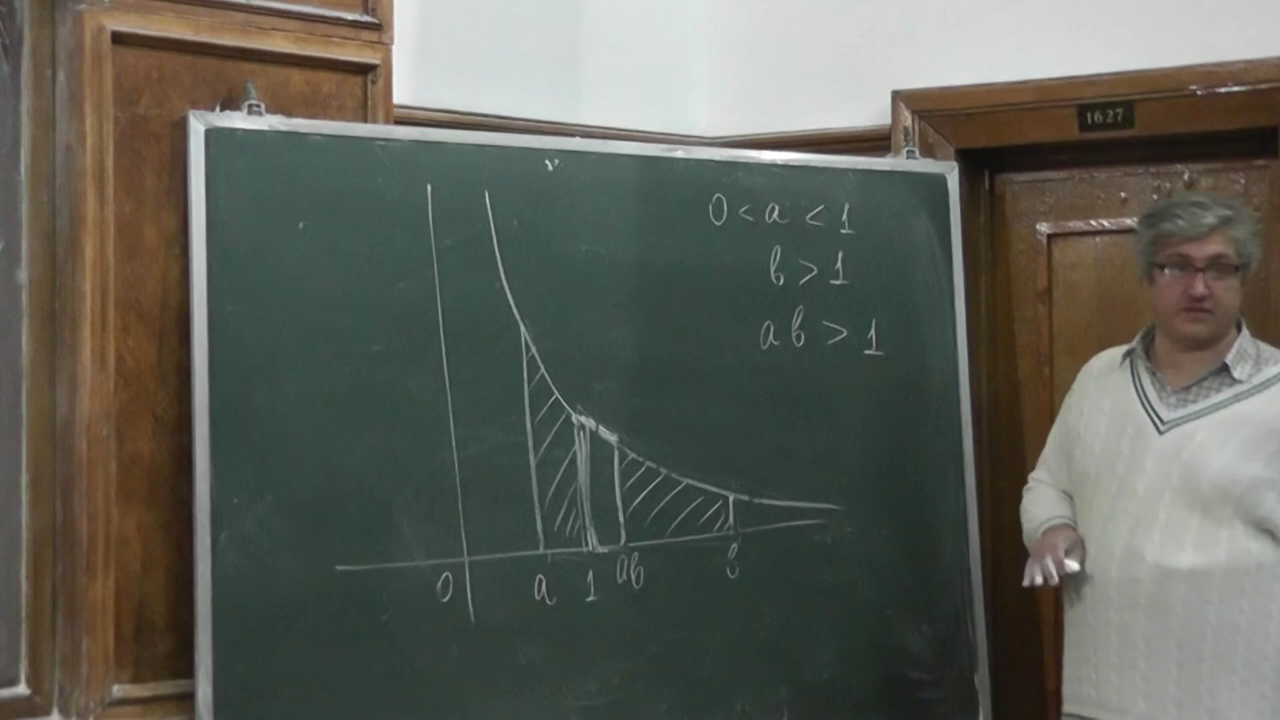 1627
0 < a < 1
b > 1
ab > 1
0 a 1 ab b